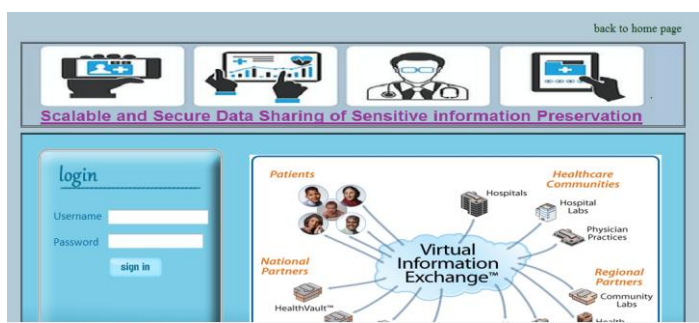 back to home page
Scalable and Secure Data Sharing of Sensitive information Preservation
login
Username
Password
sign in
Patients
Healthcare
Communities
Hospitals
Hospital
Labs
Physician
Practices
Virtual
Information
Exchange™
National
Partners
HealthVault™
Regional
Partners
Community
Labs
Health